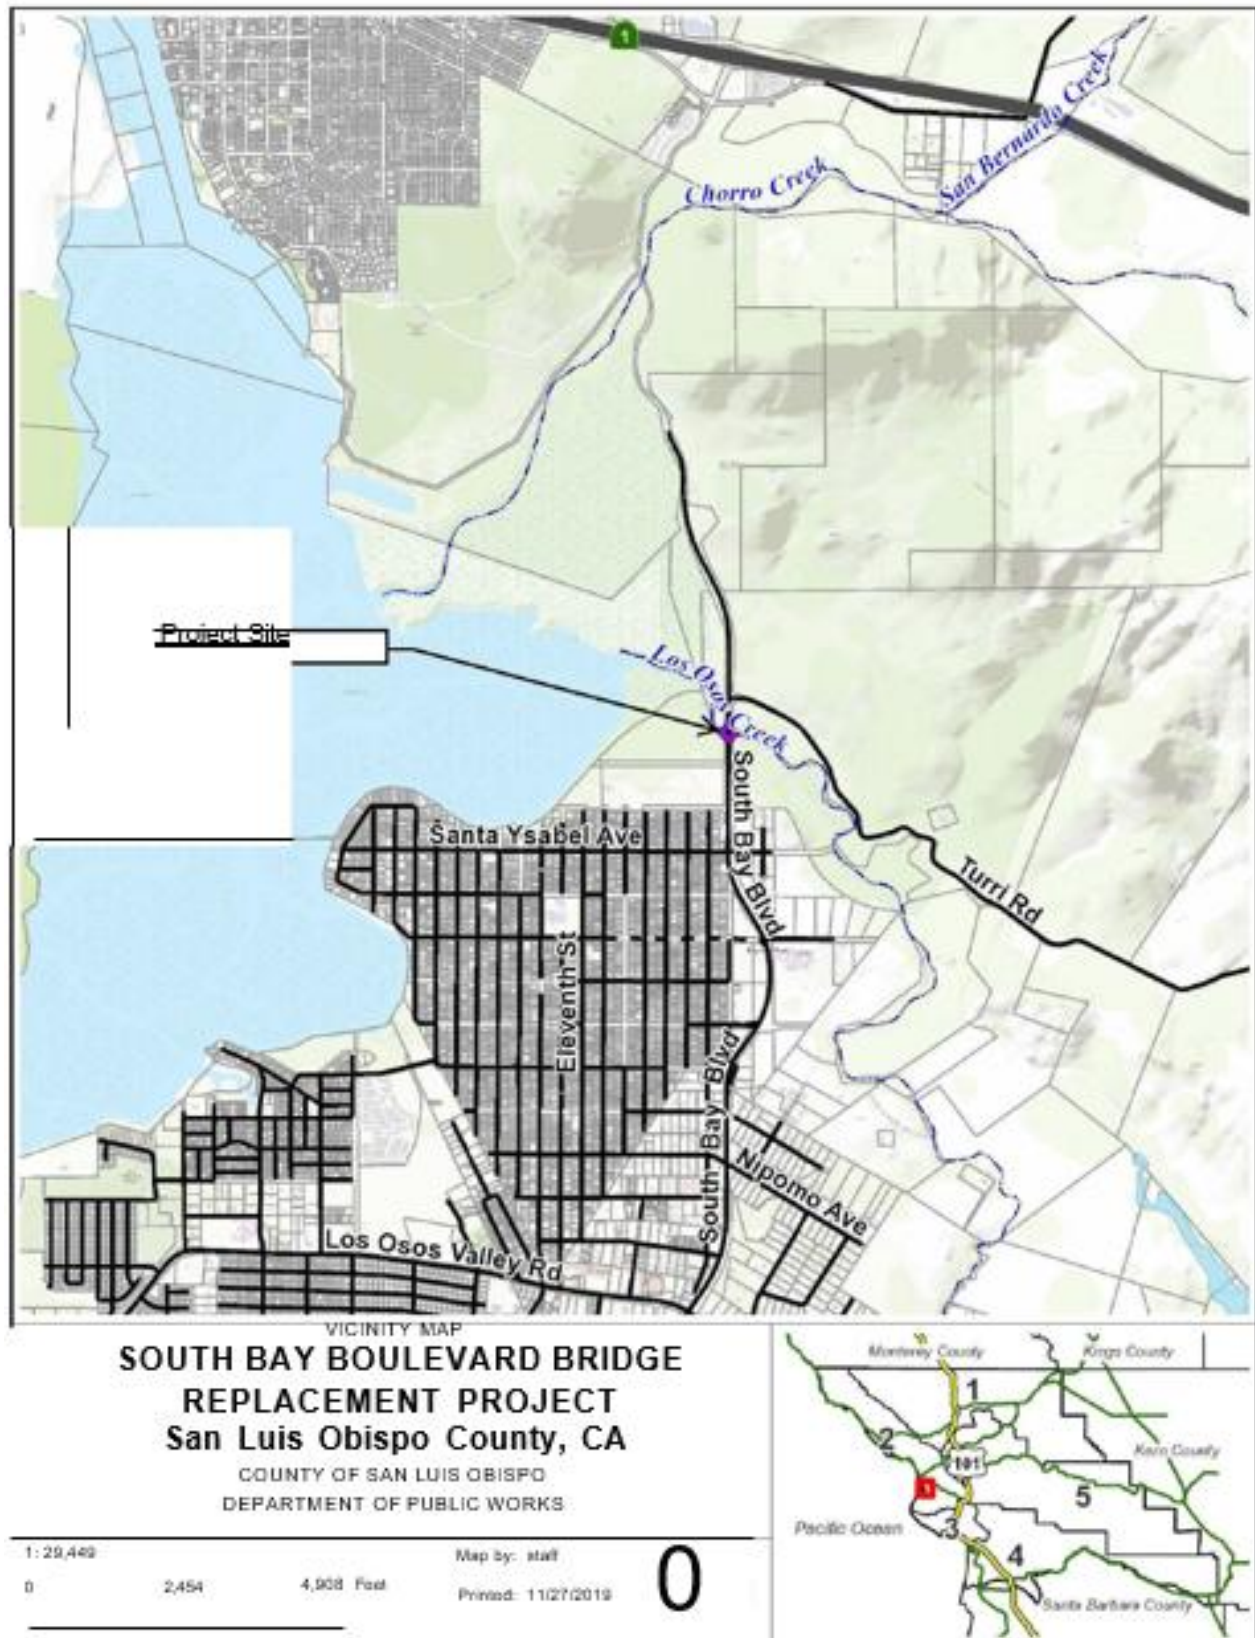 1
San Bernardo Creek
Chorro Creek
Project Site
Los Osos Creek
South Bay Blvd
Santa Ysabel Ave
Turri Rd
Eleventh St
South Bay Blvd
Nipomo Ave
Los Osos Valley Rd
VICINITY MAP
SOUTH BAY BOULEVARD BRIDGE
REPLACEMENT PROJECT
San Luis Obispo County, CA
COUNTY OF SAN LUIS OBISPO
DEPARTMENT OF PUBLIC WORKS
1: 29,449
0 2,454 4,908 Feet
Map by: staff
Printed: 11/27/2019
0
Monterey County
Kings County
1
2
101
Kern County
5
Pacific Ocean
3
4
Santa Barbara County